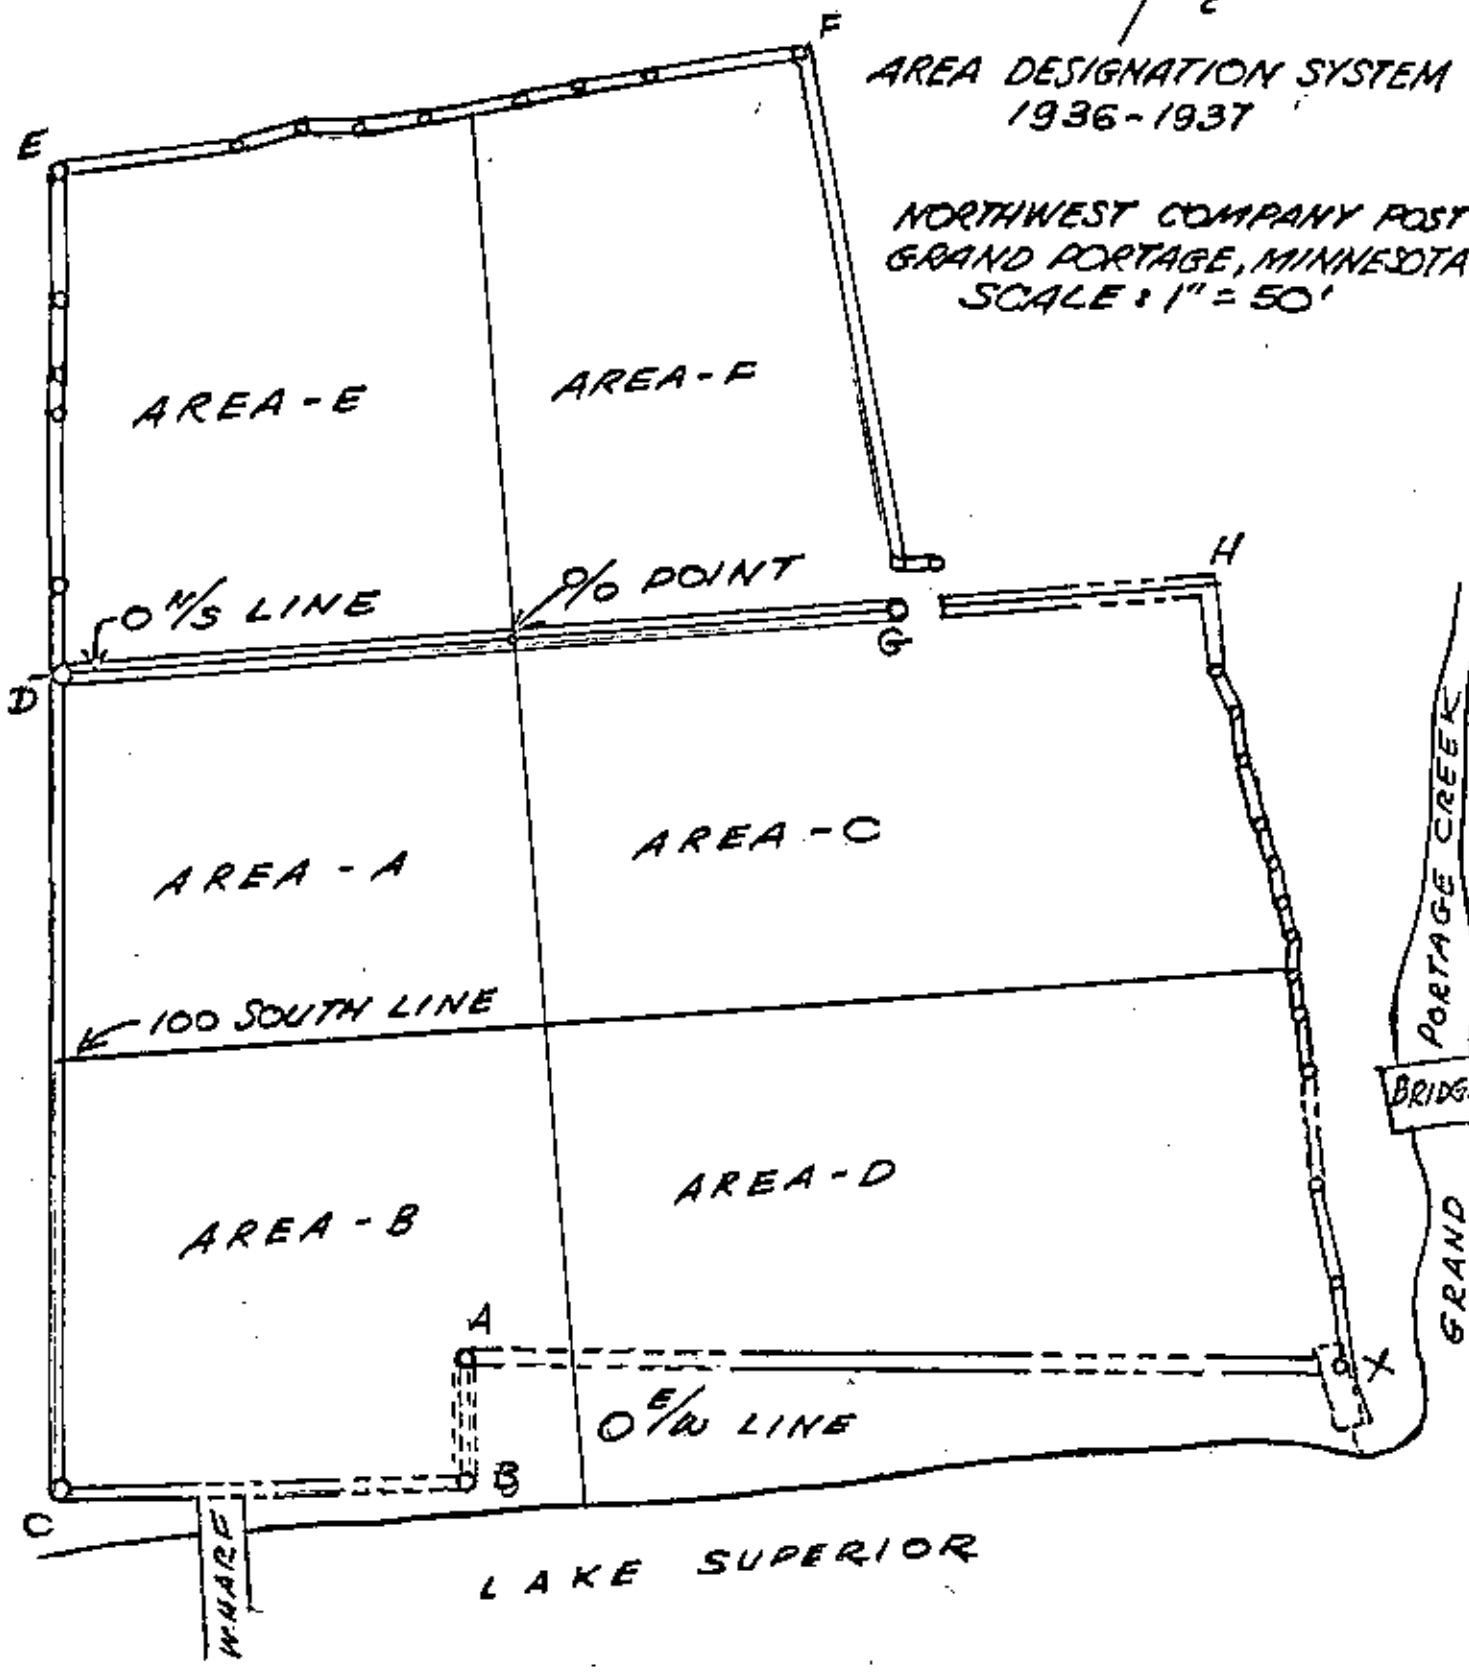 F
AREA DESIGNATION SYSTEM
1936-1937
E
NORTHWEST COMPANY POST
GRAND PORTAGE, MINNESOTA
SCALE: 1" = 50'
AREA - E
AREA - F
H
0/0 POINT
0 N/S LINE
G
D
PORTAGE CREEK
AREA - C
AREA - A
100 SOUTH LINE
BRIDG
AREA - D
AREA - B
GRAND
A
X
0 E/W LINE
B
C
WHARF
LAKE SUPERIOR